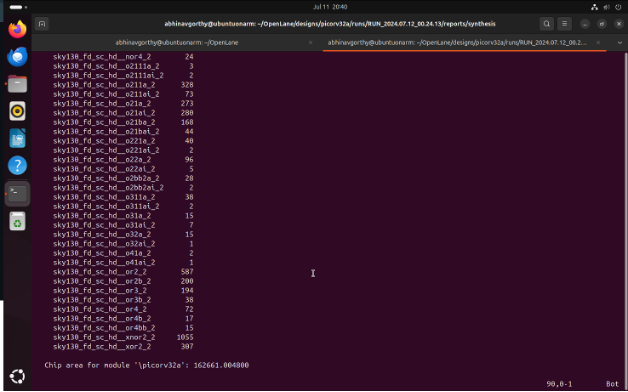 Jul 11 20:40
abhinavgorthy@ubuntuonarm: ~/OpenLane/designs/picorv32a/runs/RUN_2024.07.12_00.24.13/reports/synthesis
abhinavgorthy@ubuntuonarm: ~/OpenLane
abhinavgorthy@ubuntuonarm: ~/OpenLane/designs/picorv32a/runs/RUN_2024.07.12_00.2...
sky130_fd_sc_hd__nor4_2 24
sky130_fd_sc_hd__o2111a_2 3
sky130_fd_sc_hd__o2111ai_2 2
sky130_fd_sc_hd__o211a_2 328
sky130_fd_sc_hd__o211ai_2 73
sky130_fd_sc_hd__o21a_2 273
sky130_fd_sc_hd__o21ai_2 280
sky130_fd_sc_hd__o21ba_2 168
sky130_fd_sc_hd__o21bai_2 44
sky130_fd_sc_hd__o221a_2 40
sky130_fd_sc_hd__o221ai_2 2
sky130_fd_sc_hd__o22a_2 96
sky130_fd_sc_hd__o22ai_2 5
sky130_fd_sc_hd__o2bb2a_2 28
sky130_fd_sc_hd__o2bb2ai_2 2
sky130_fd_sc_hd__o311a_2 38
sky130_fd_sc_hd__o311ai_2 2
sky130_fd_sc_hd__o31a_2 15
sky130_fd_sc_hd__o31ai_2 7
sky130_fd_sc_hd__o32a_2 15
sky130_fd_sc_hd__o32ai_2 1
sky130_fd_sc_hd__o41a_2 2
sky130_fd_sc_hd__o41ai_2 1
sky130_fd_sc_hd__or2_2 587
sky130_fd_sc_hd__or2b_2 200
sky130_fd_sc_hd__or3_2 194
sky130_fd_sc_hd__or3b_2 38
sky130_fd_sc_hd__or4_2 72
sky130_fd_sc_hd__or4b_2 17
sky130_fd_sc_hd__or4bb_2 15
sky130_fd_sc_hd__xnor2_2 1055
sky130_fd_sc_hd__xor2_2 307
Chip area for module '\picorv32a': 162661.004800
90,0-1 Bot